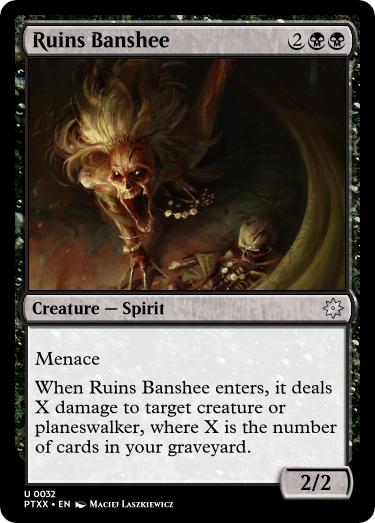 Ruins Banshee 2
Creature — Spirit
Menace
When Ruins Banshee enters, it deals
X damage to target creature or
planeswalker, where X is the number
of cards in your graveyard.
2/2
U 0032
PTXX • EN Maciej Laszkiewicz